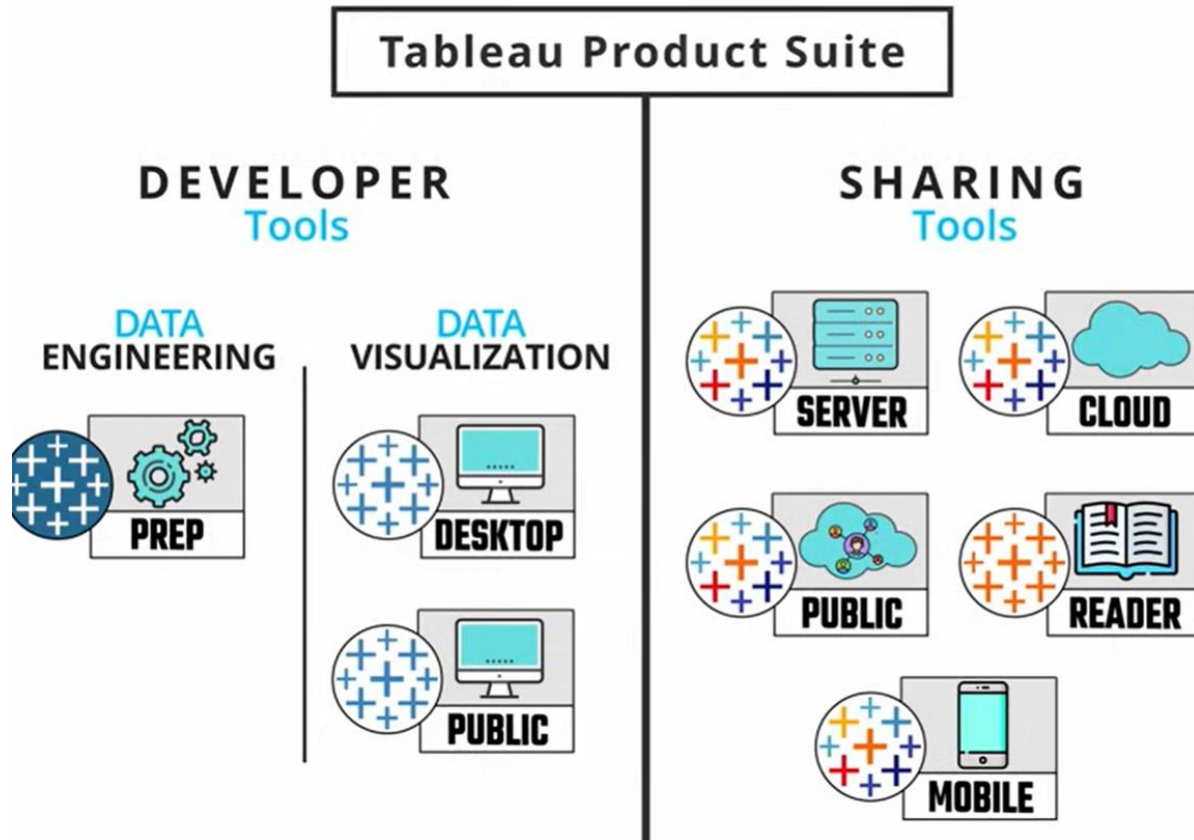 Tableau Product Suite
DEVELOPER
Tools
DATA
ENGINEERING
PREP
DATA
VISUALIZATION
DESKTOP
PUBLIC
SHARING
Tools
SERVER
CLOUD
PUBLIC
READER
MOBILE